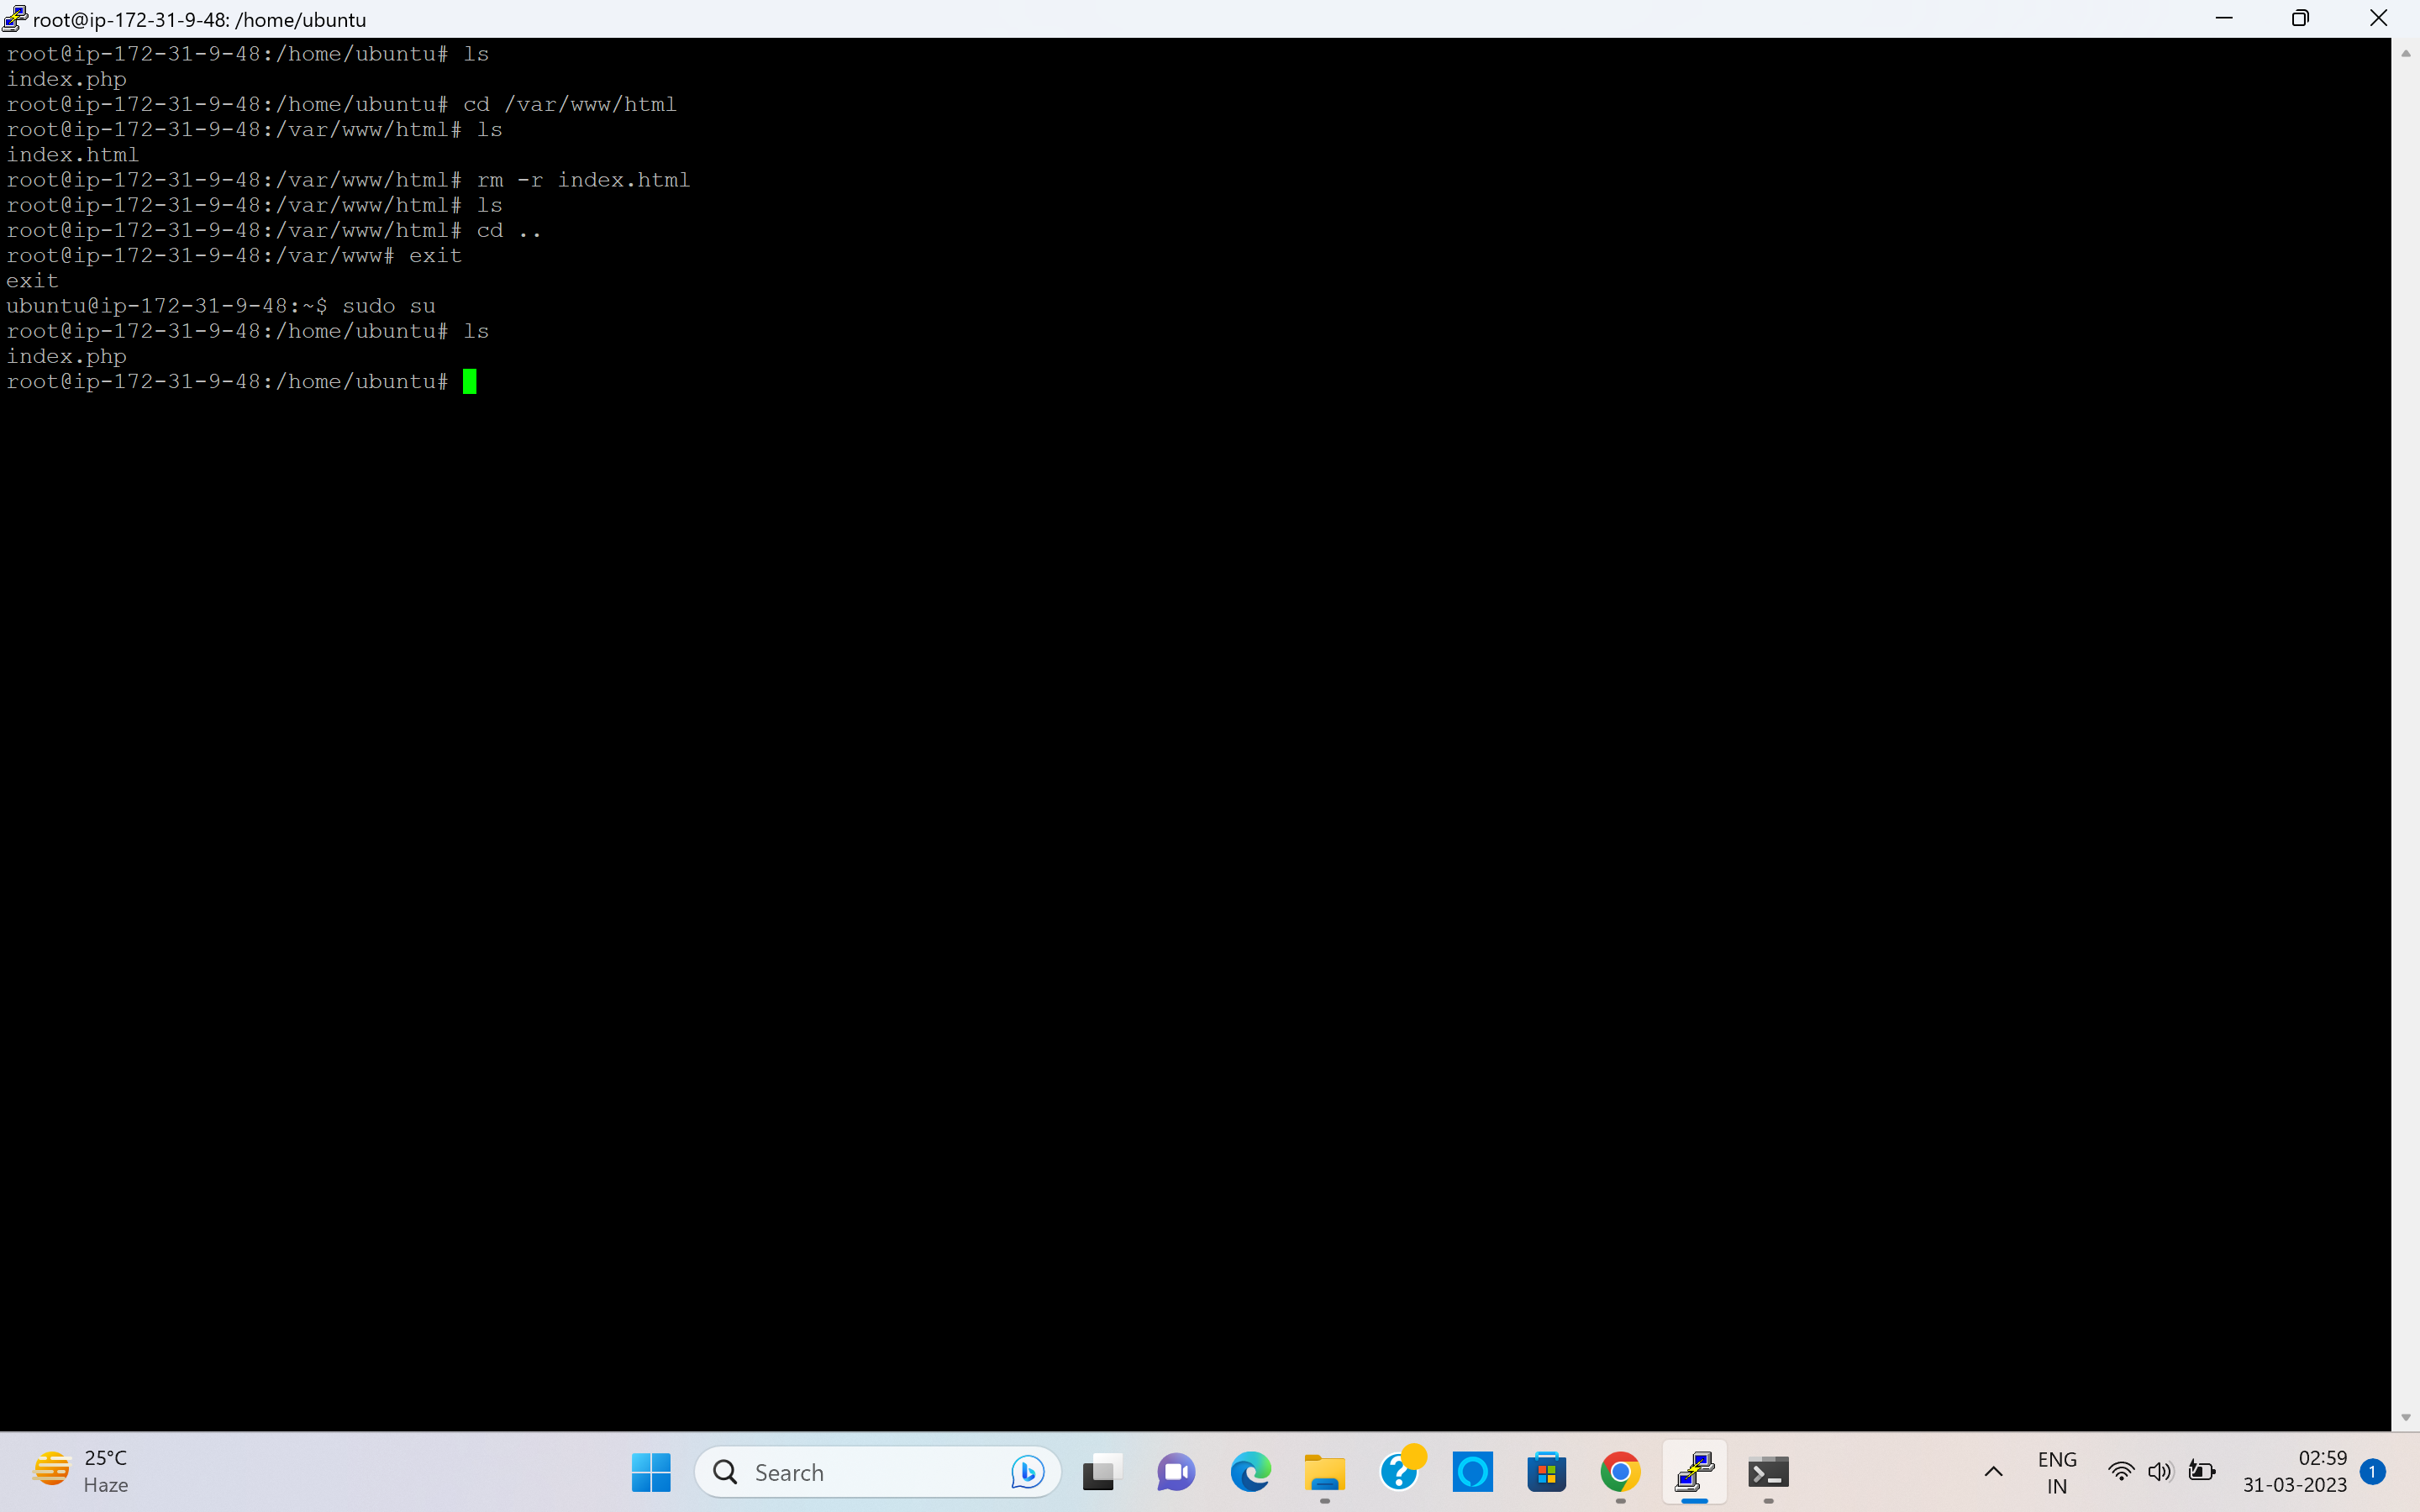 root@ip-172-31-9-48: /home/ubuntu
root@ip-172-31-9-48:/home/ubuntu# ls
index.php
root@ip-172-31-9-48:/home/ubuntu# cd /var/www/html
root@ip-172-31-9-48:/var/www/html# ls
index.html
root@ip-172-31-9-48:/var/www/html# rm -r index.html
root@ip-172-31-9-48:/var/www/html# ls
root@ip-172-31-9-48:/var/www/html# cd ..
root@ip-172-31-9-48:/var/www# exit
exit
ubuntu@ip-172-31-9-48:~$ sudo su
root@ip-172-31-9-48:/home/ubuntu# ls
index.php
root@ip-172-31-9-48:/home/ubuntu#
25°C
Haze
Search
ENG
IN
02:59
31-03-2023
1